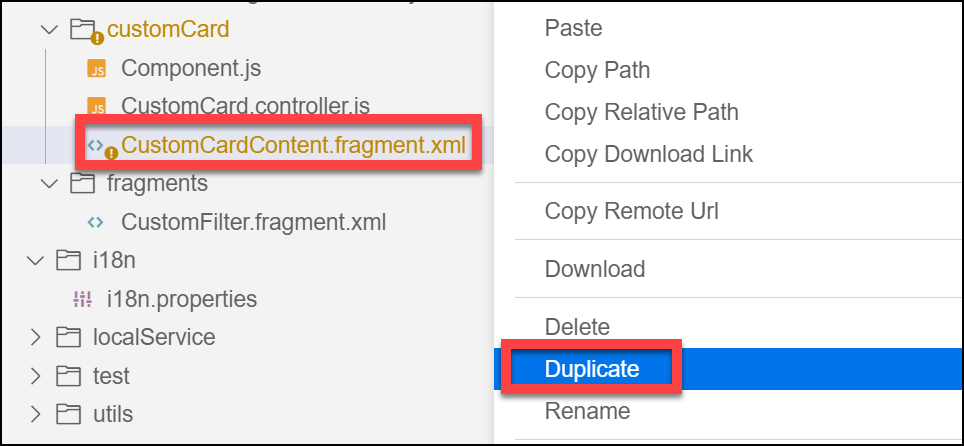 customCard
JS Component.js
JS CustomCard.controller.js
CustomCardContent.fragment.xml
fragments
CustomFilter.fragment.xml
i18n
i18n.properties
localService
test
utils
Paste
Copy Path
Copy Relative Path
Copy Download Link
Copy Remote Url
Download
Delete
Duplicate
Rename